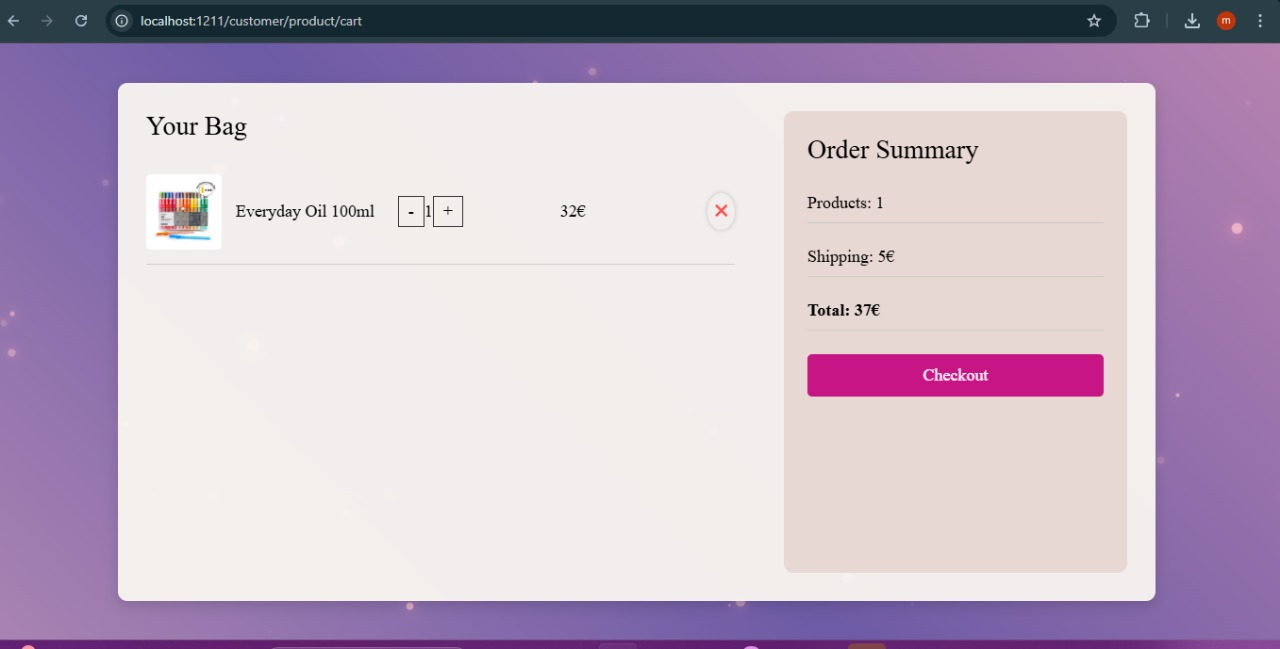 localhost:1211/customer/product/cart
m
Your Bag
Everyday Oil 100ml
- 1 +
32€
Order Summary
Products: 1
Shipping: 5€
Total: 37€
Checkout